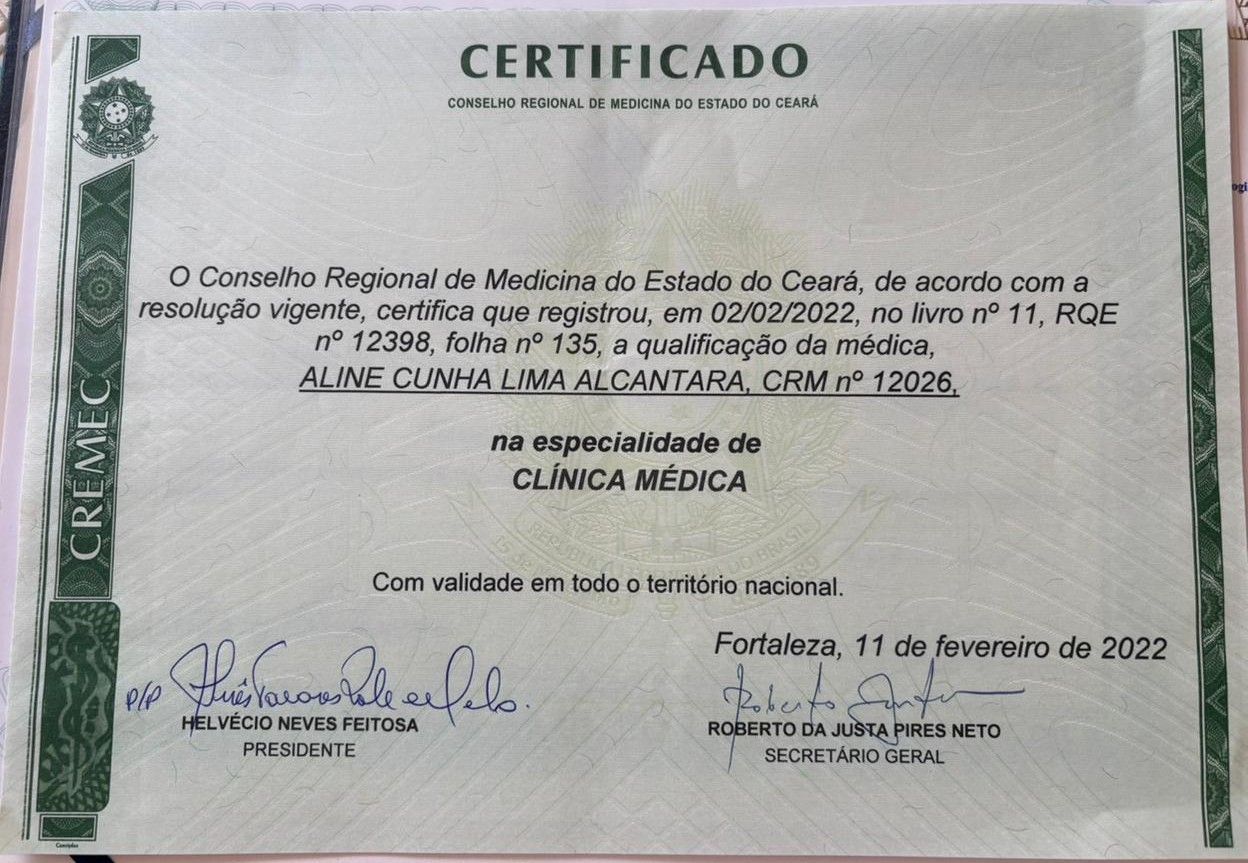 CERTIFICADO
CONSELHO REGIONAL DE MEDICINA DO ESTADO DO CEARÁ
CREMEC
O Conselho Regional de Medicina do Estado do Ceará, de acordo com a
resolução vigente, certifica que registrou, em 02/02/2022, no livro nº 11, RQE
nº 12398, folha nº 135, a qualificação da médica,
ALINE CUNHA LIMA ALCANTARA, CRM nº 12026,
na especialidade de
CLÍNICA MÉDICA
Com validade em todo o território nacional.
Fortaleza, 11 de fevereiro de 2022
P/P
HELVÉCIO NEVES FEITOSA
PRESIDENTE
Roberto
ROBERTO DA JUSTA PIRES NETO
SECRETÁRIO GERAL